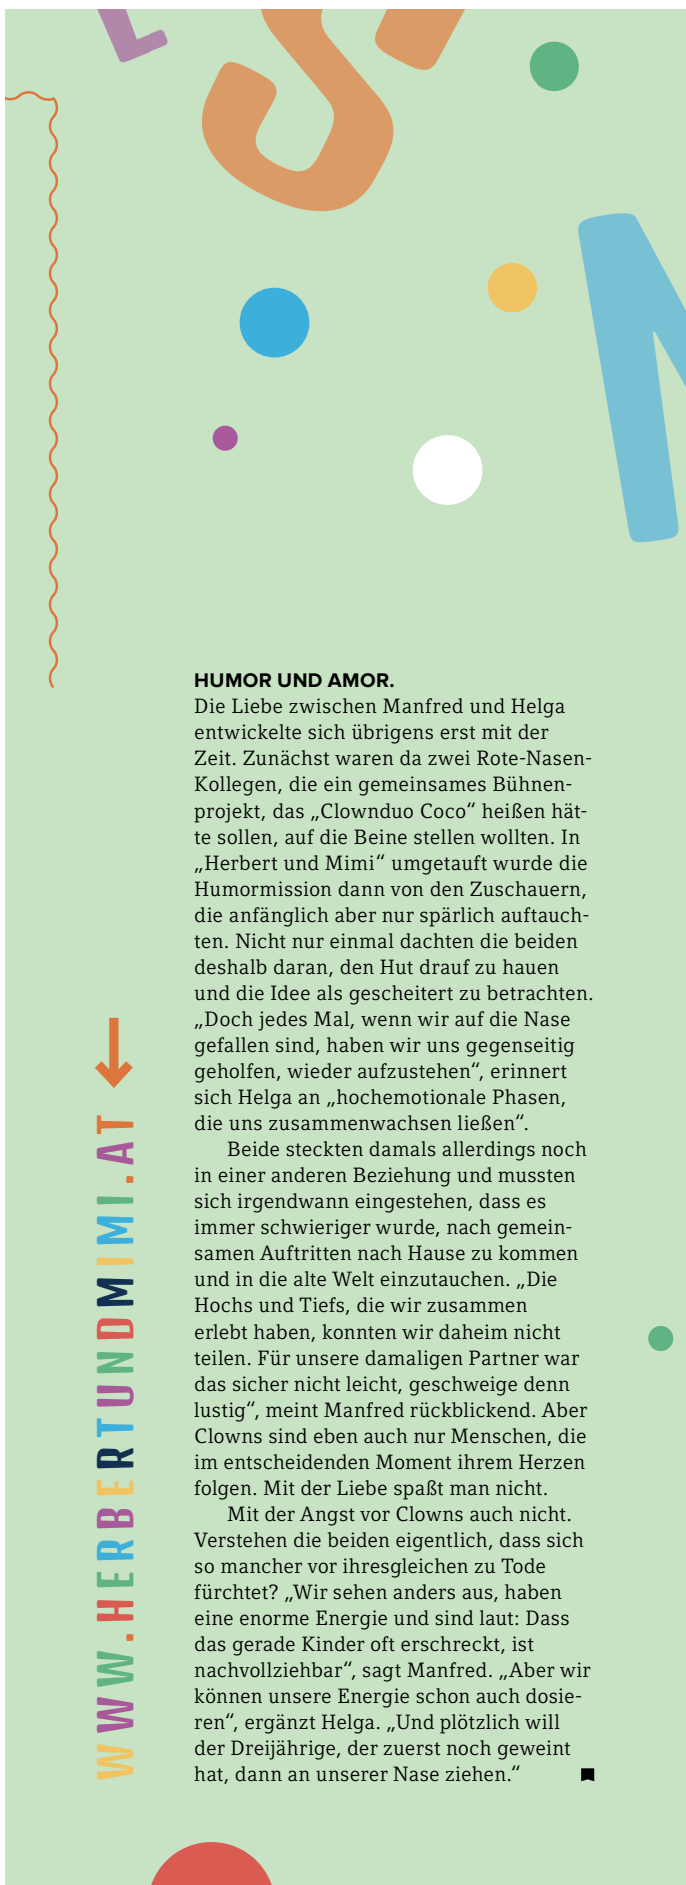 HUMOR UND AMOR.
Die Liebe zwischen Manfred und Helga
entwickelte sich übrigens erst mit der
Zeit. Zunächst waren da zwei Rote-Nasen-
Kollegen, die ein gemeinsames Bühnen-
projekt, das „Clownduo Coco“ heißen hät-
te sollen, auf die Beine stellen wollten. In
„Herbert und Mimi“ umgetauft wurde die
Humormission dann von den Zuschauern,
die anfänglich aber nur spärlich auftauch-
ten. Nicht nur einmal dachten die beiden
deshalb daran, den Hut drauf zu hauen
und die Idee als gescheitert zu betrachten.
„Doch jedes Mal, wenn wir auf die Nase
gefallen sind, haben wir uns gegenseitig
geholfen, wieder aufzustehen“, erinnert
sich Helga an „hochemotionale Phasen,
die uns zusammenwachsen ließen“.
Beide steckten damals allerdings noch
in einer anderen Beziehung und mussten
sich irgendwann eingestehen, dass es
immer schwieriger wurde, nach gemein-
samen Auftritten nach Hause zu kommen
und in die alte Welt einzutauchen. „Die
Hochs und Tiefs, die wir zusammen
erlebt haben, konnten wir daheim nicht
teilen. Für unsere damaligen Partner war
das sicher nicht leicht, geschweige denn
lustig“, meint Manfred rückblickend. Aber
Clowns sind eben auch nur Menschen, die
im entscheidenden Moment ihrem Herzen
folgen. Mit der Liebe spaßt man nicht.
Mit der Angst vor Clowns auch nicht.
Verstehen die beiden eigentlich, dass sich
so mancher vor ihresgleichen zu Tode
fürchtet? „Wir sehen anders aus, haben
eine enorme Energie und sind laut: Dass
das gerade Kinder oft erschreckt, ist
nachvollziehbar“, sagt Manfred. „Aber wir
können unsere Energie schon auch dosie-
ren“, ergänzt Helga. „Und plötzlich will
der Dreijährige, der zuerst noch geweint
hat, dann an unserer Nase ziehen.“
WWW.HERBERTUNDMIMI.AT